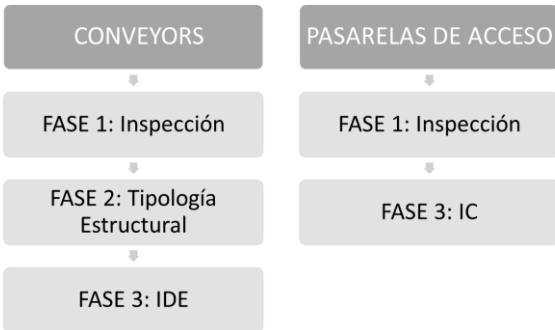 CONVEYORS
FASE 1: Inspección
FASE 2: Tipología
Estructural
FASE 3: IDE
PASARELAS DE ACCESO
FASE 1: Inspección
FASE 3: IC